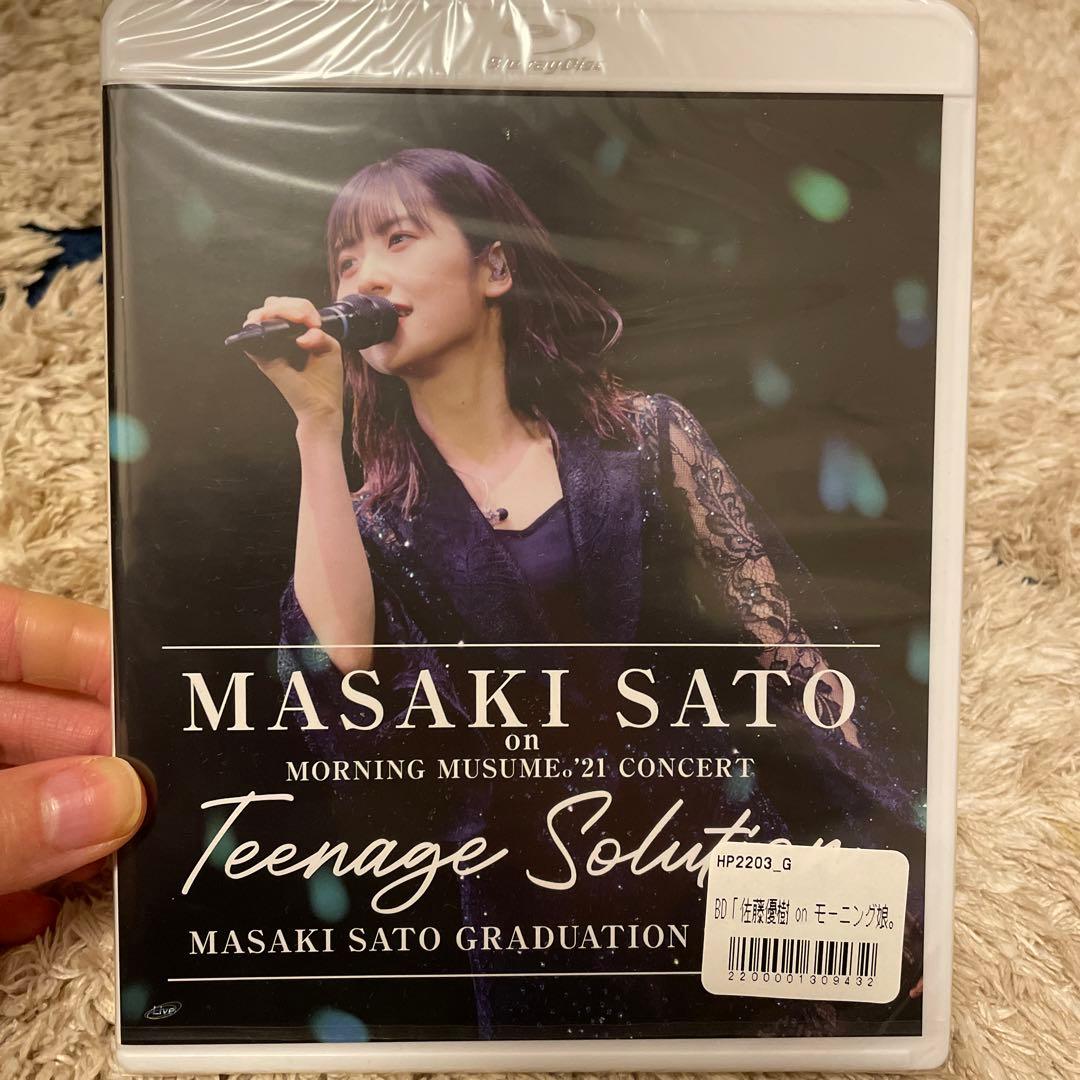 Blu-ray Disc
MASAKI SATO
on
MORNING MUSUME。'21 CONCERT
Teenage Solution
MASAKI SATO GRADUATION
HP2203_G
BD「佐藤優樹 on モーニング娘。
2200001309432
Live